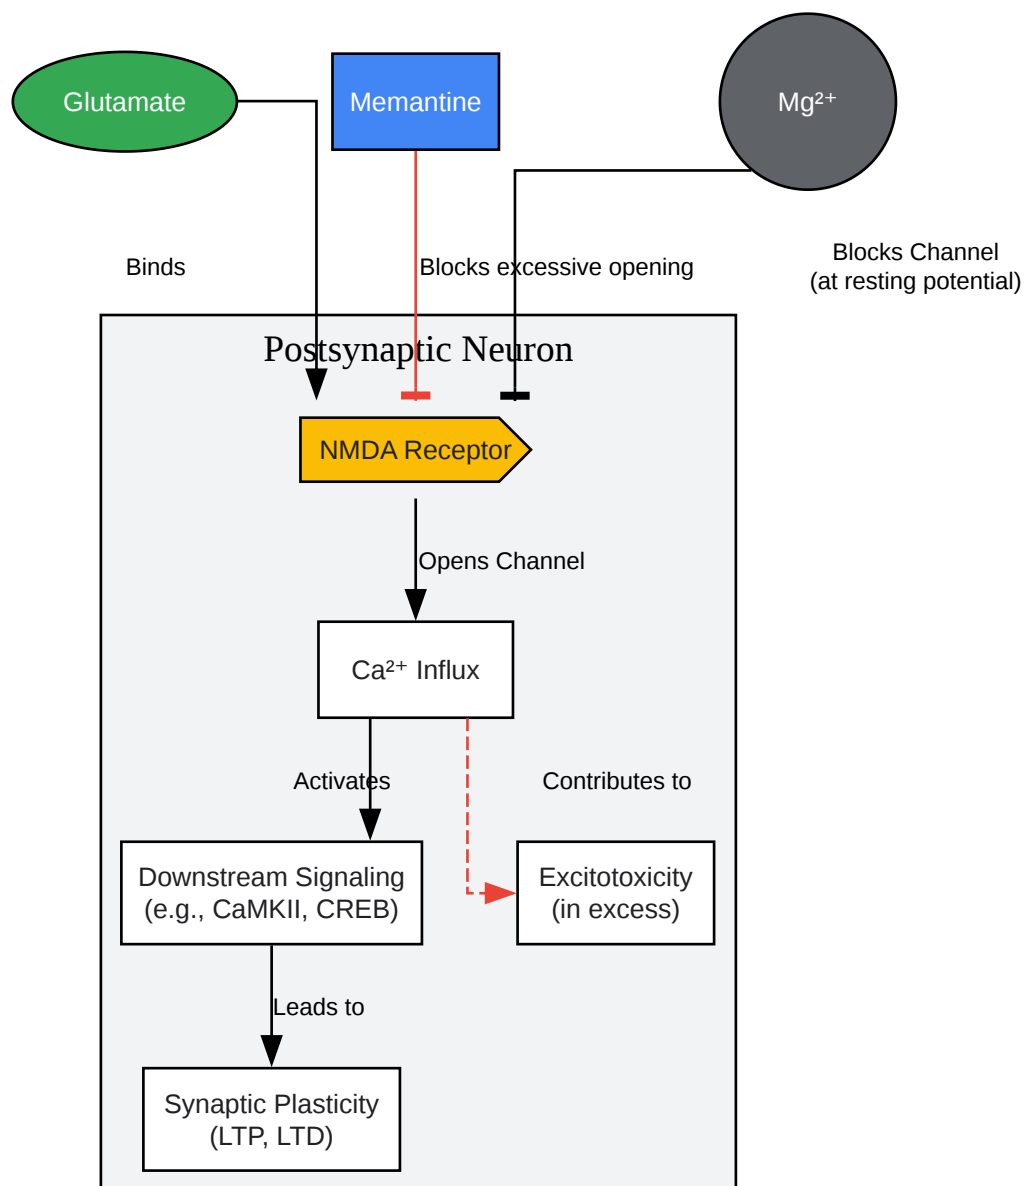 Glutamate
Memantine
Mg²⁺
Binds
Blocks excessive opening
Blocks Channel
(at resting potential)
Postsynaptic Neuron
NMDA Receptor
Opens Channel
Ca²⁺ Influx
Activates
Contributes to
Downstream Signaling
(e.g., CaMKII, CREB)
Excitotoxicity
(in excess)
Leads to
Synaptic Plasticity
(LTP, LTD)